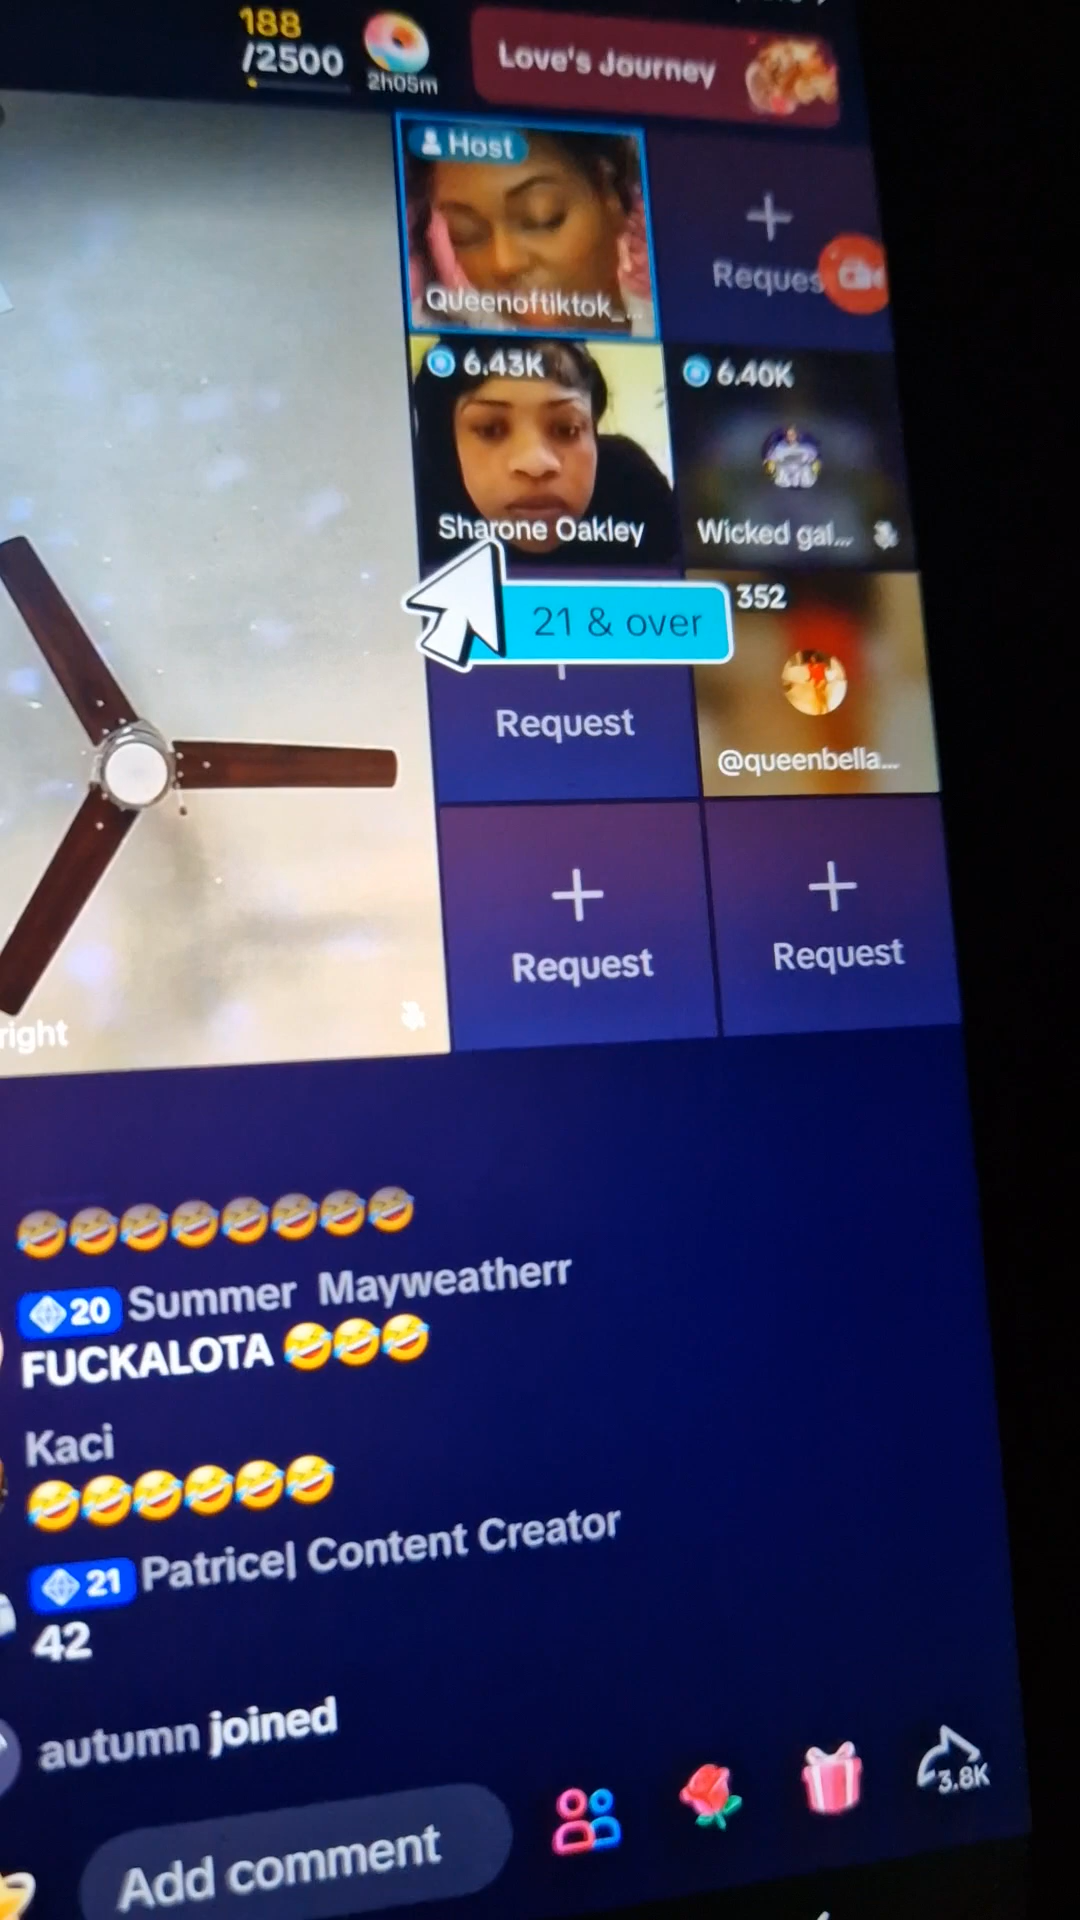 188
/2500
2h05m
Love's Journey
Host
Queenoftiktok_...
Reques
6.43K
Sharone Oakley
6.40K
Wicked gal...
21 & over
352
Request
@queenbella...
Request
Request
right
20 Summer Mayweatherr
FUCKALOTA 🤣🤣🤣
Kaci
21 Patrice| Content Creator
42
autumn joined
Add comment
3.8K